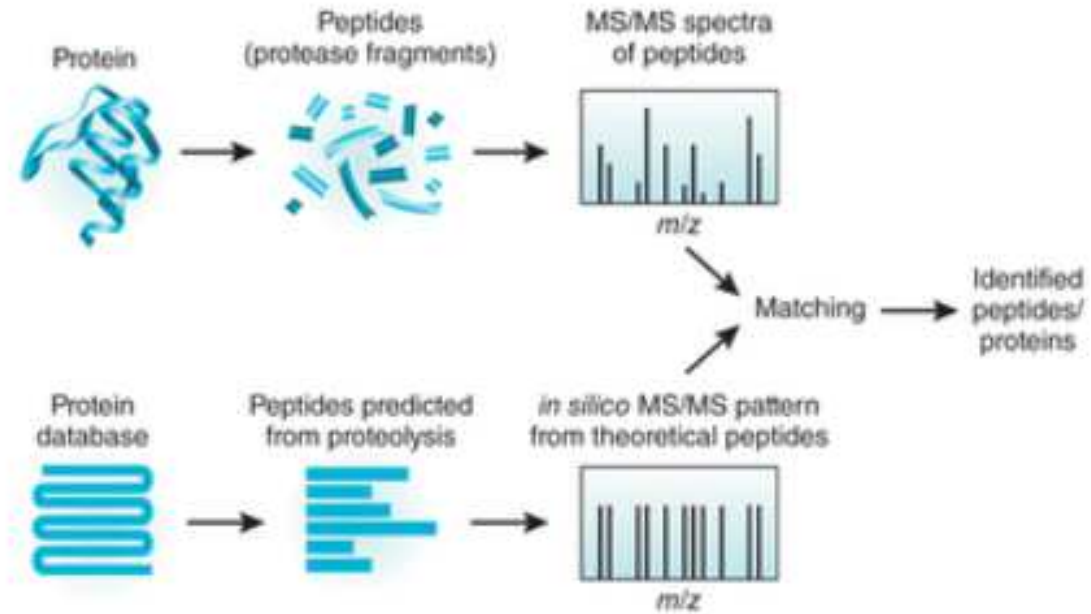 Protein
Peptides
(protease fragments)
MS/MS spectra
of peptides
m/z
Matching
Identified
peptides/
proteins
Protein
database
Peptides predicted
from proteolysis
in silico MS/MS pattern
from theoretical peptides
m/z